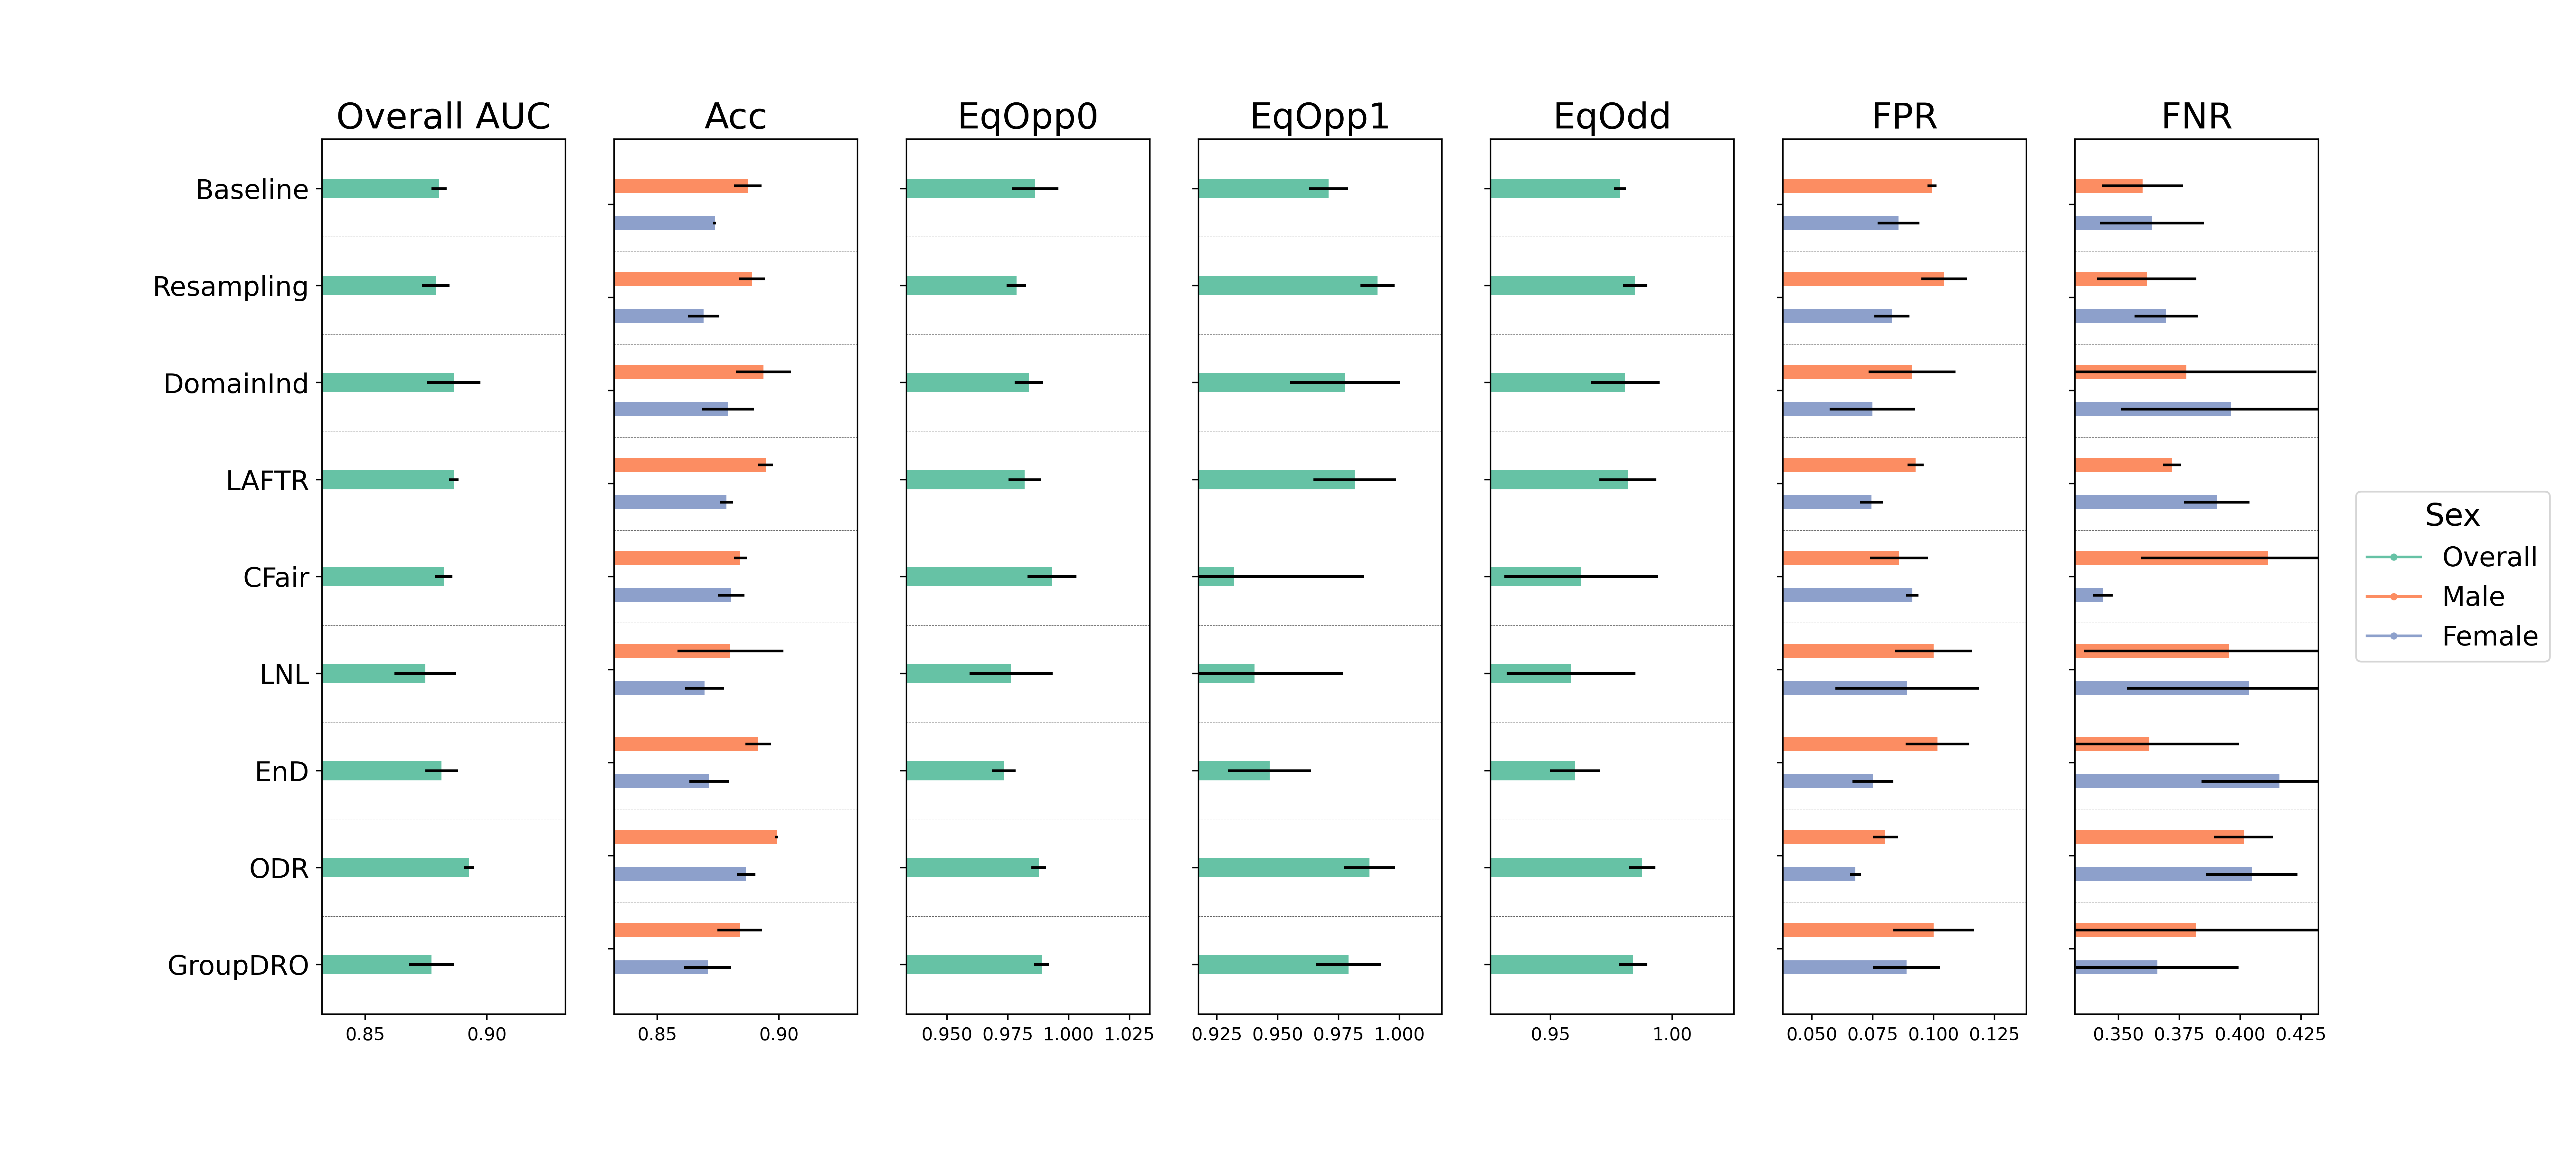 Overall AUC Acc EqOpp0 EqOpp1 EqOdd FPR FNR
Baseline
Resampling
DomainInd
LAFTR
CFair
LNL
EnD
ODR
GroupDRO
0.85 0.90 0.85 0.90 0.950 0.975 1.000 1.025 0.925 0.950 0.975 1.000 0.95 1.00 0.050 0.075 0.100 0.125 0.350 0.375 0.400 0.425
Sex
Overall
Male
Female